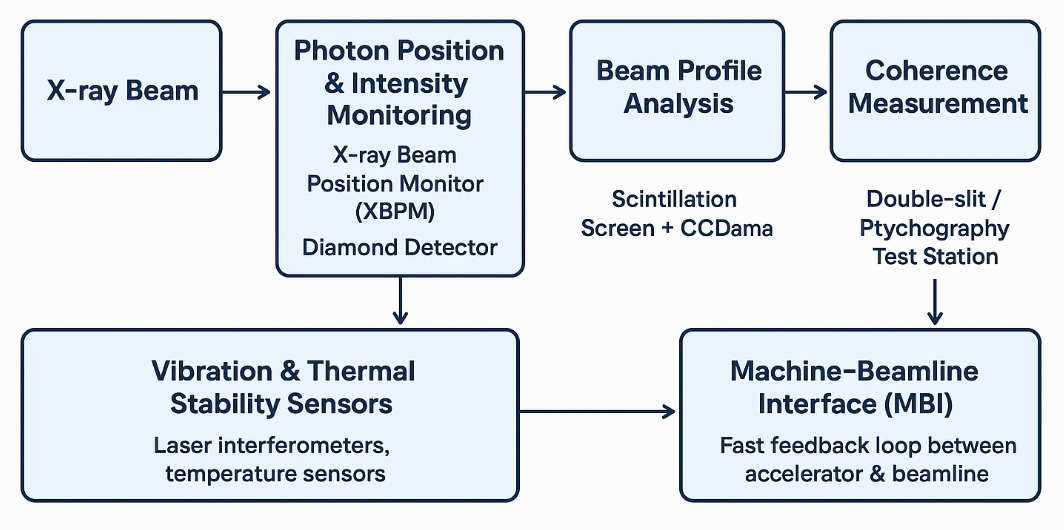 X-ray Beam
Photon Position
& Intensity
Monitoring
X-ray Beam
Position Monitor
(XBPM)
Diamond Detector
Beam Profile
Analysis
Scintillation
Screen + CCDama
Coherence
Measurement
Double-slit /
Ptychography
Test Station
Vibration & Thermal
Stability Sensors
Laser interferometers,
temperature sensors
Machine-Beamline
Interface (MBI)
Fast feedback loop between
accelerator & beamline